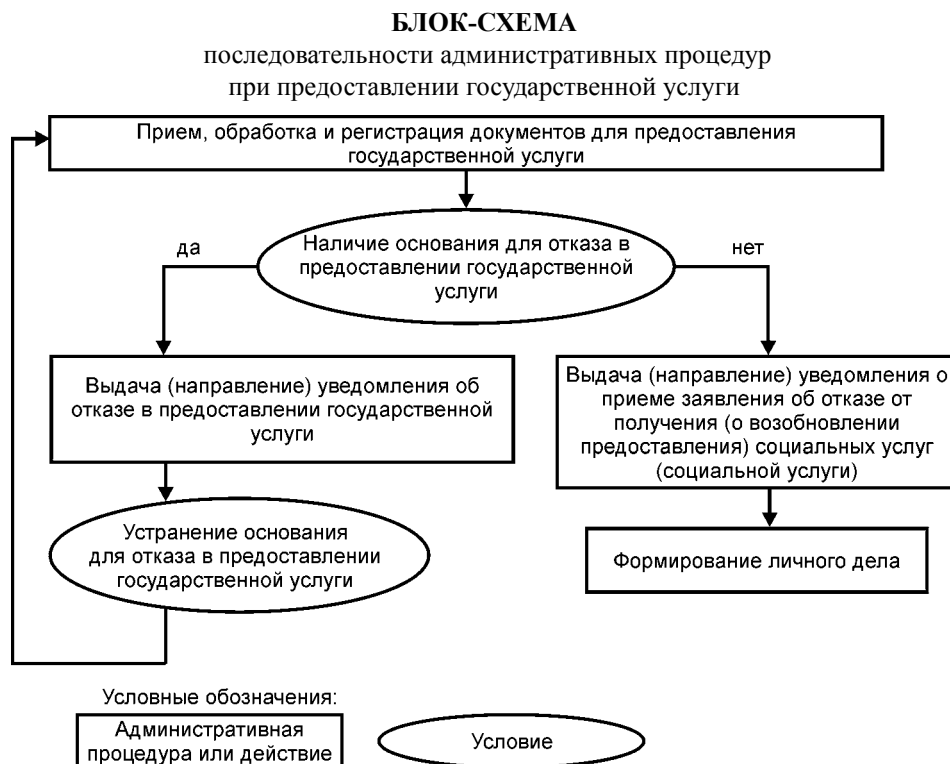 БЛОК-СХЕМА
последовательности административных процедур
при предоставлении государственной услуги
Прием, обработка и регистрация документов для предоставления
государственной услуги
да
Наличие основания для отказа в
предоставлении государственной
услуги
нет
Выдача (направление) уведомления об
отказе в предоставлении государственной
услуги
Выдача (направление) уведомления о
приеме заявления об отказе от
получения (о возобновлении
предоставления) социальных услуг
(социальной услуги)
Устранение основания
для отказа в предоставлении
государственной услуги
Формирование личного дела
Условные обозначения:
Административная
процедура или действие
Условие